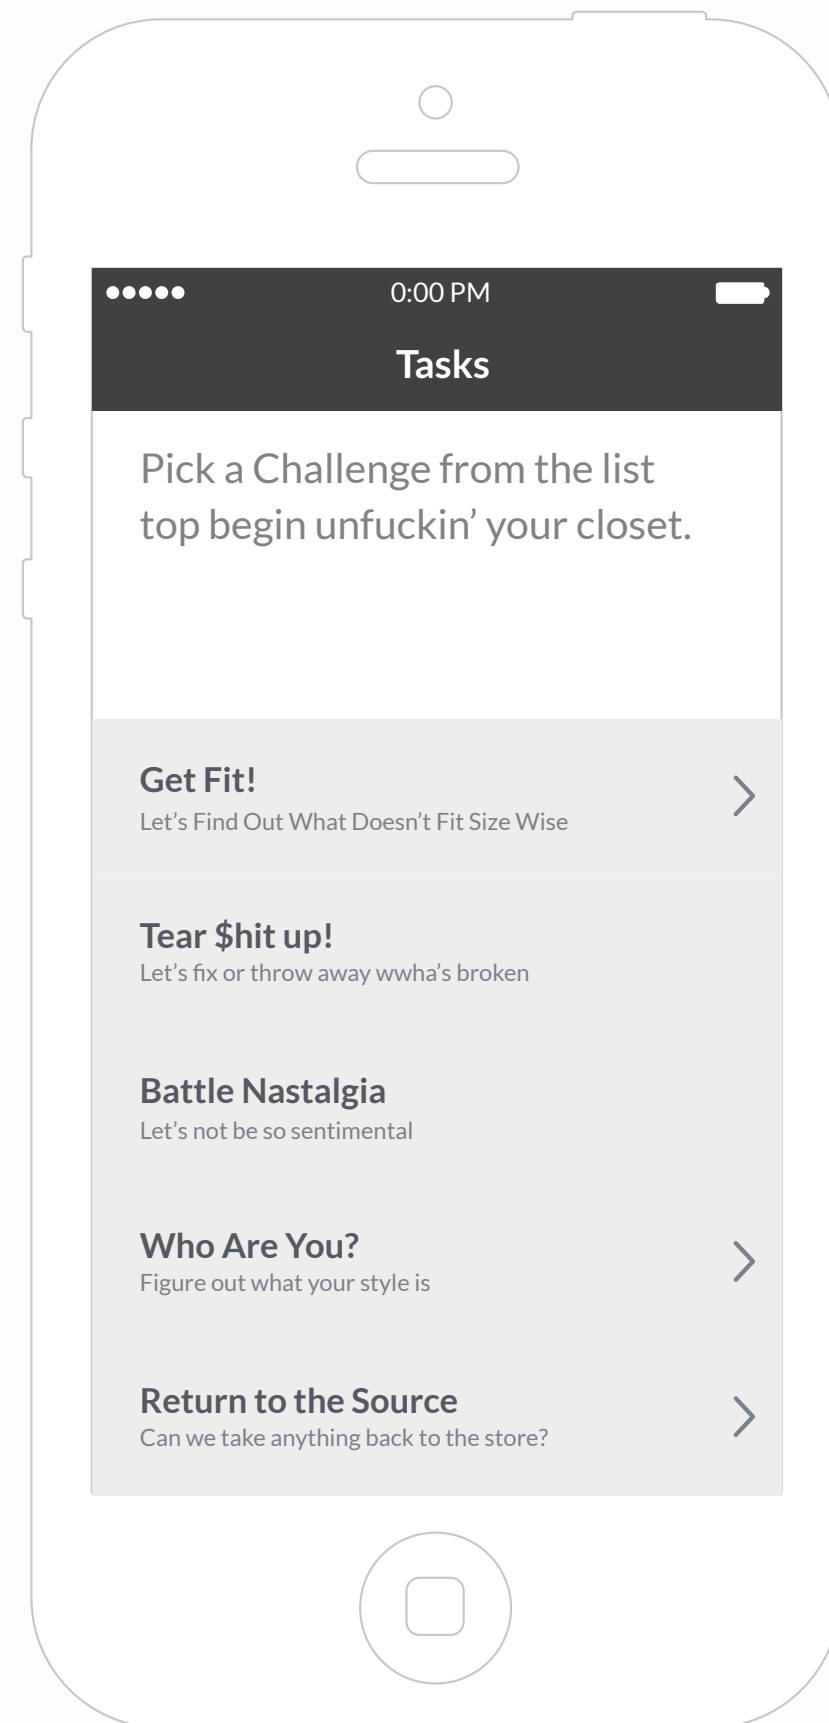 0:00 PM
Tasks
Pick a Challenge from the list
top begin unfuckin’ your closet.
Get Fit!
Let’s Find Out What Doesn’t Fit Size Wise
Tear $hit up!
Let’s fix or throw away wwha’s broken
Battle Nastalgia
Let’s not be so sentimental
Who Are You?
Figure out what your style is
Return to the Source
Can we take anything back to the store?